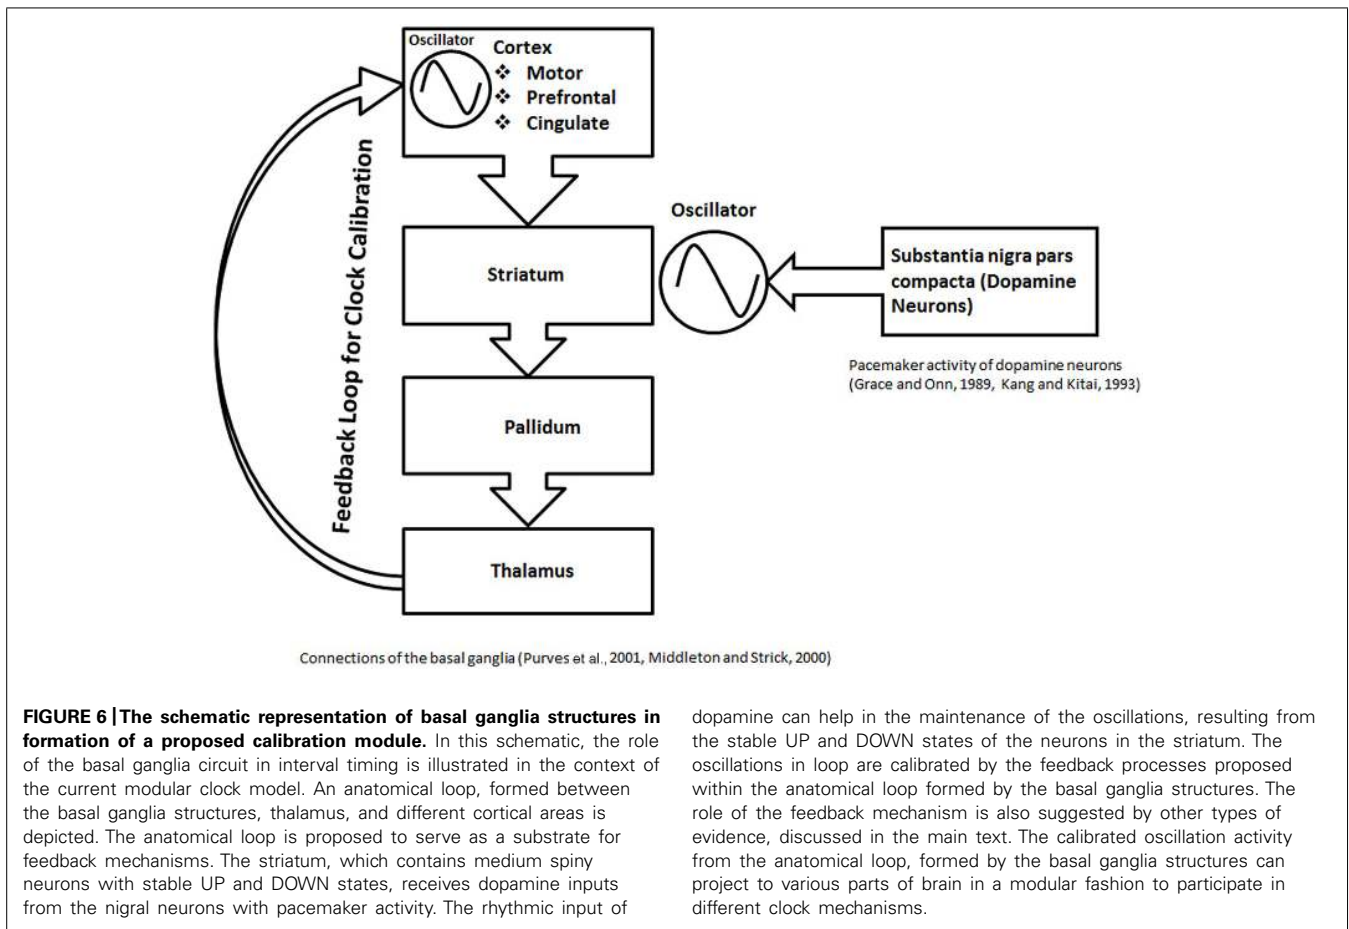 Oscillator
Cortex
❖ Motor
❖ Prefrontal
❖ Cingulate
Feedback Loop for Clock Calibration
Oscillator
Striatum
Substantia nigra pars
compacta (Dopamine
Neurons)
Pacemaker activity of dopamine neurons
(Grace and Onn, 1989, Kang and Kitai, 1993)
Pallidum
Thalamus
Connections of the basal ganglia (Purves et al., 2001, Middleton and Strick, 2000)
FIGURE 6 | The schematic representation of basal ganglia structures in
formation of a proposed calibration module. In this schematic, the role
of the basal ganglia circuit in interval timing is illustrated in the context of
the current modular clock model. An anatomical loop, formed between
the basal ganglia structures, thalamus, and different cortical areas is
depicted. The anatomical loop is proposed to serve as a substrate for
feedback mechanisms. The striatum, which contains medium spiny
neurons with stable UP and DOWN states, receives dopamine inputs
from the nigral neurons with pacemaker activity. The rhythmic input of
dopamine can help in the maintenance of the oscillations, resulting from
the stable UP and DOWN states of the neurons in the striatum. The
oscillations in loop are calibrated by the feedback processes proposed
within the anatomical loop formed by the basal ganglia structures. The
role of the feedback mechanism is also suggested by other types of
evidence, discussed in the main text. The calibrated oscillation activity
from the anatomical loop, formed by the basal ganglia structures can
project to various parts of brain in a modular fashion to participate in
different clock mechanisms.